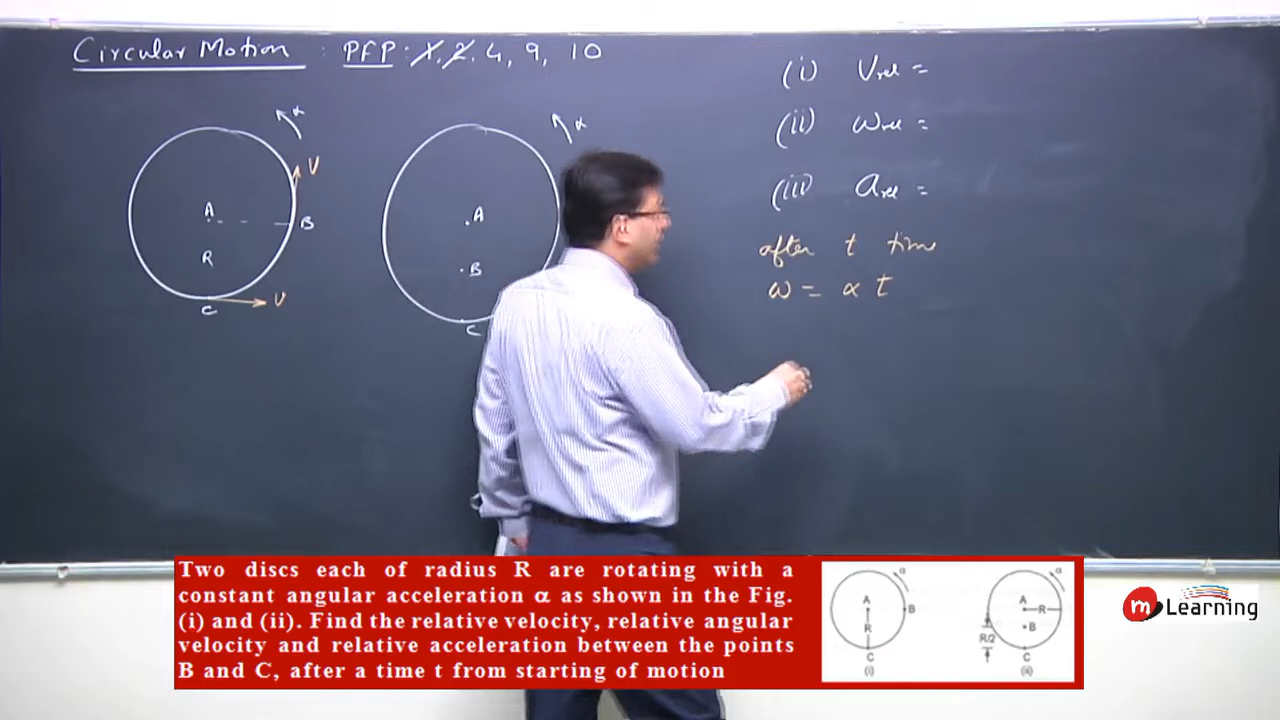 Circular Motion : PFP : 1, 2, 4, 9, 10
α
V
A
B
R
V
C
α
A
B
C
(i) Vrel =
(ii) ωrel =
(iii) arel =
after t time
ω = α t
Two discs each of radius R are rotating with a
constant angular acceleration α as shown in the Fig.
(i) and (ii). Find the relative velocity, relative angular
velocity and relative acceleration between the points
B and C, after a time t from starting of motion
α
A
B
R
C
(i)
α
A
R
B
R/2
C
(ii)
m Learning